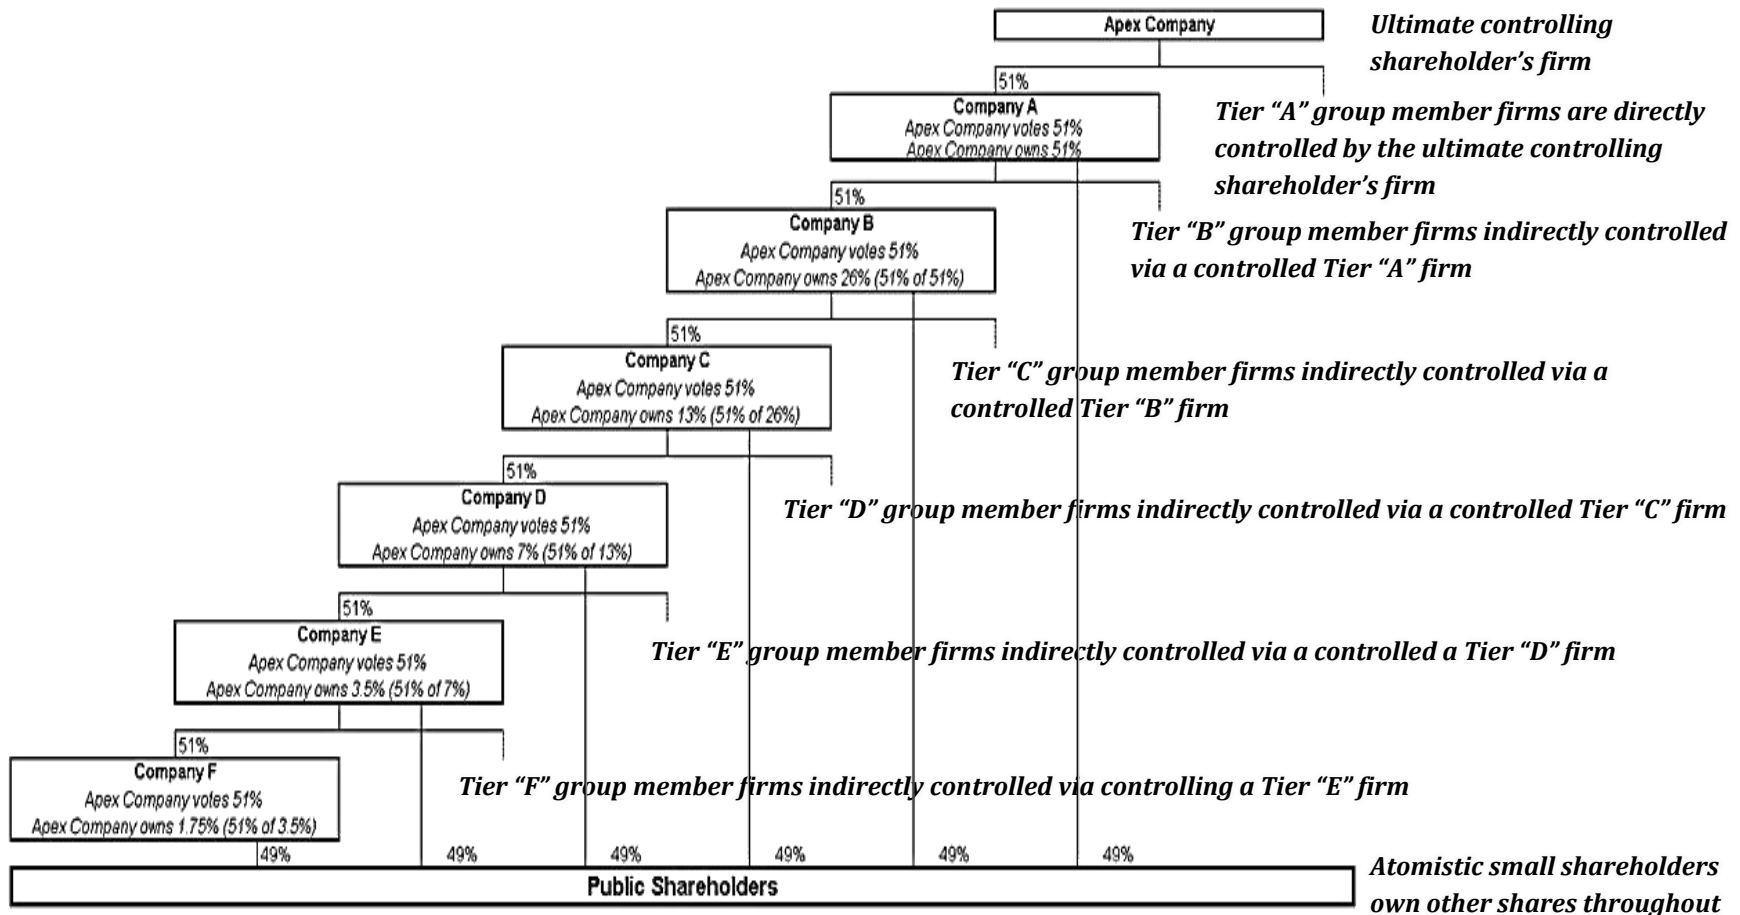 Apex Company
Ultimate controlling
shareholder’s firm
51%
Company A
Apex Company votes 51%
Apex Company owns 51%
Tier “A” group member firms are directly
controlled by the ultimate controlling
shareholder’s firm
51%
Company B
Apex Company votes 51%
Apex Company owns 26% (51% of 51%)
Tier “B” group member firms indirectly controlled
via a controlled Tier “A” firm
51%
Company C
Apex Company votes 51%
Apex Company owns 13% (51% of 26%)
Tier “C” group member firms indirectly controlled via a
controlled Tier “B” firm
51%
Company D
Apex Company votes 51%
Apex Company owns 7% (51% of 13%)
Tier “D” group member firms indirectly controlled via a controlled Tier “C” firm
51%
Company E
Apex Company votes 51%
Apex Company owns 3.5% (51% of 7%)
Tier “E” group member firms indirectly controlled via a controlled a Tier “D” firm
51%
Company F
Apex Company votes 51%
Apex Company owns 1.75% (51% of 3.5%)
Tier “F” group member firms indirectly controlled via controlling a Tier “E” firm
49% 49% 49% 49% 49% 49%
Public Shareholders
Atomistic small shareholders
own other shares throughout